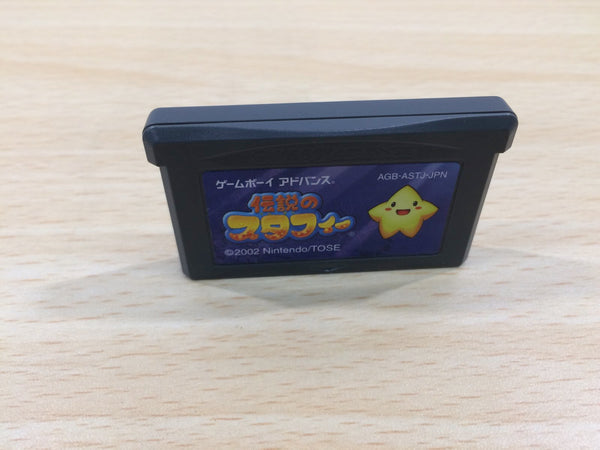 ゲームボーイ アドバンス®
AGB-ASTJ-JPN
伝説の
スタフィー®
©2002 Nintendo/TOSE